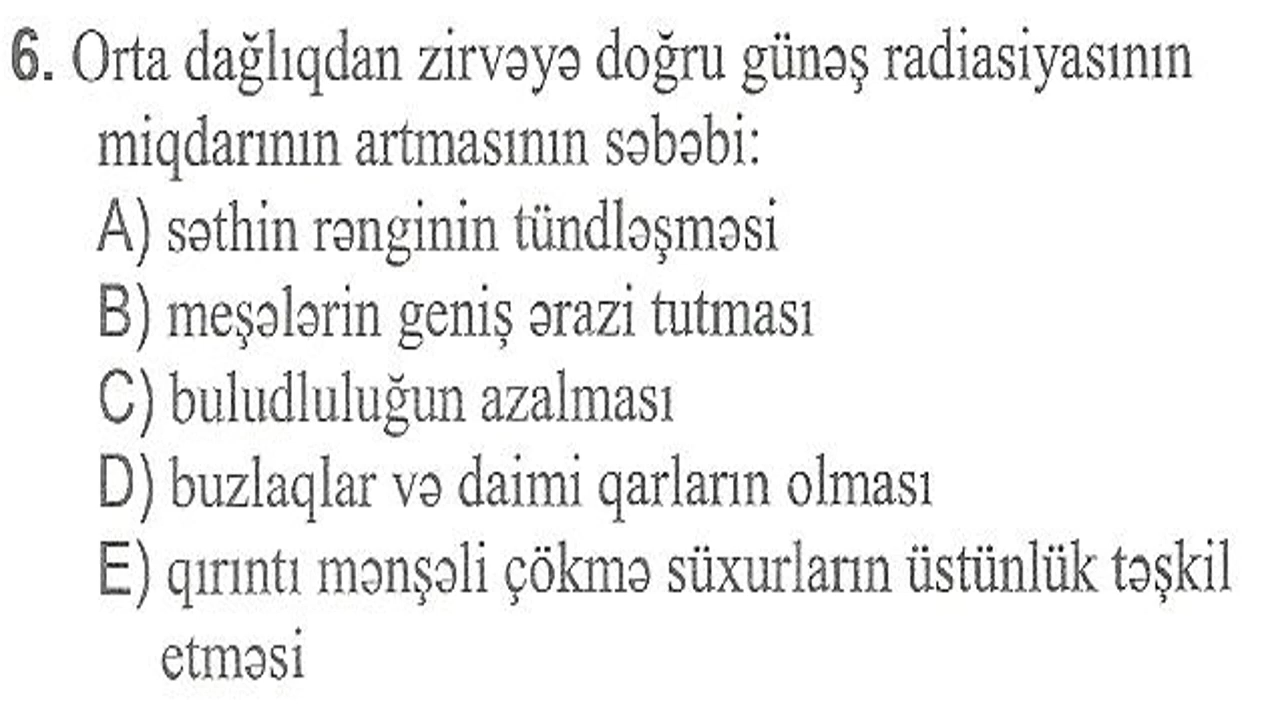 6. Orta dağlıqdan zirvəyə doğru günəş radiasiyasının
miqdarının artmasının səbəbi:
A) səthin rənginin tündləşməsi
B) meşələrin geniş ərazi tutması
C) buludluluğun azalması
D) buzlaqlar və daimi qarların olması
E) qırıntı mənşəli çökmə süxurların üstünlük təşkil
etməsi